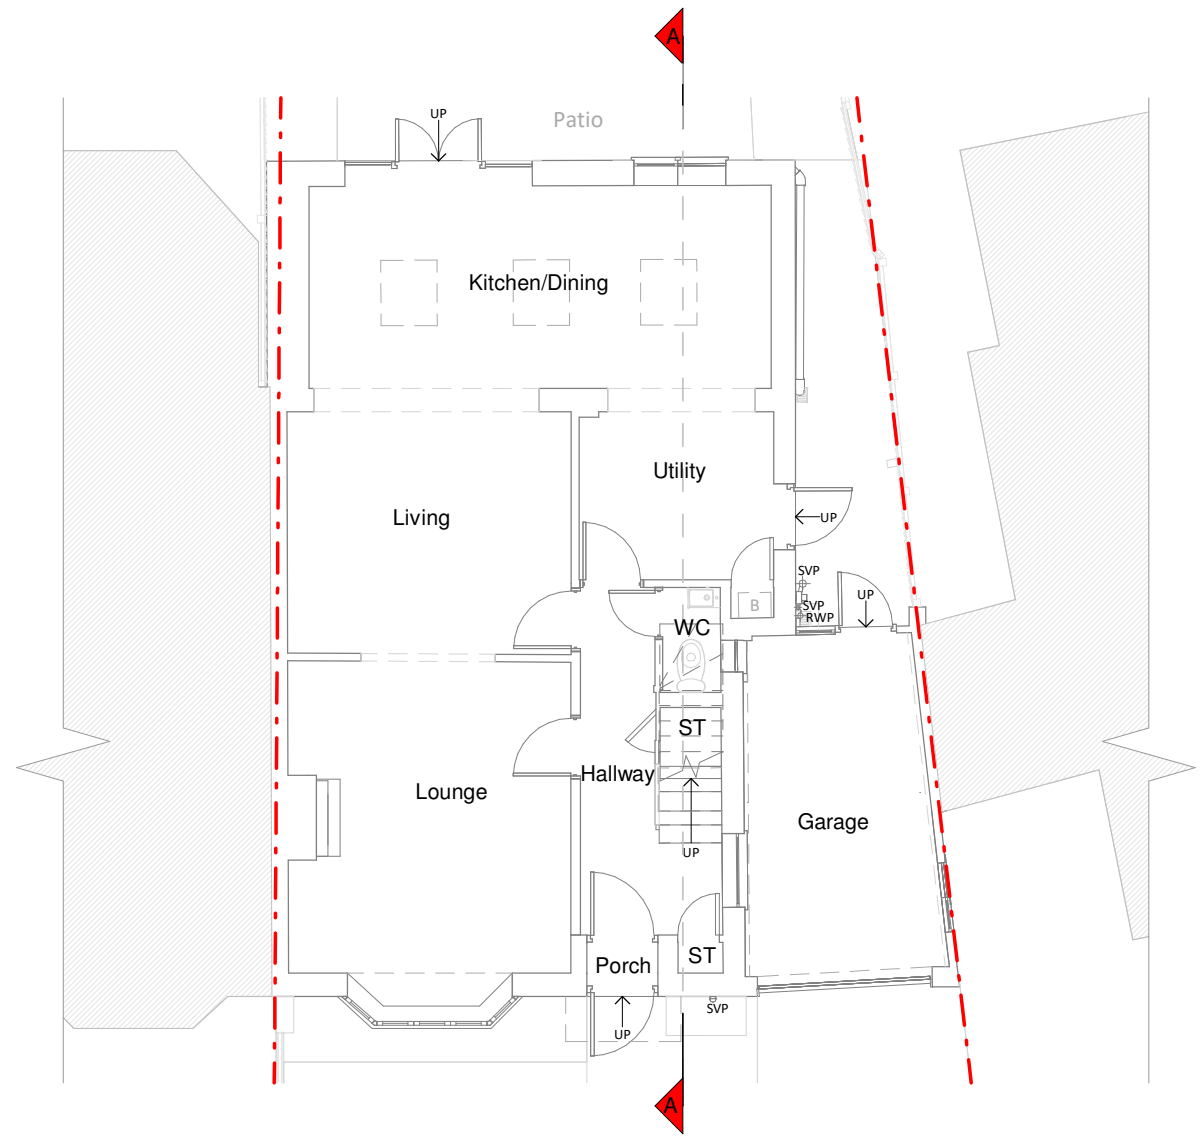 A
UP
Patio
Kitchen/Dining
Utility
Living
UP
SVP
UP
B
SVP
RWP
WC
ST
Hallway
Lounge
Garage
UP
ST
Porch
SVP
UP
A